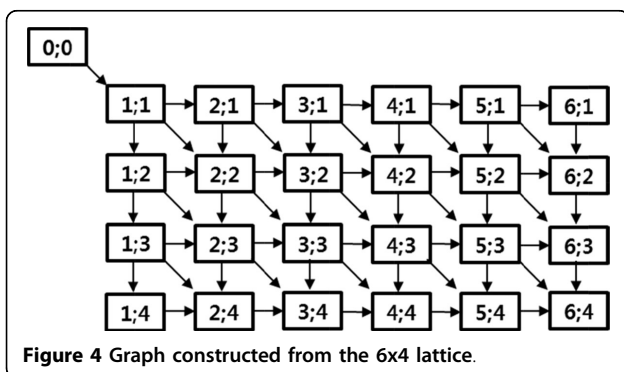 0;0
1;1 2;1 3;1 4;1 5;1 6;1
1;2 2;2 3;2 4;2 5;2 6;2
1;3 2;3 3;3 4;3 5;3 6;3
1;4 2;4 3;4 4;4 5;4 6;4
Figure 4 Graph constructed from the 6x4 lattice.